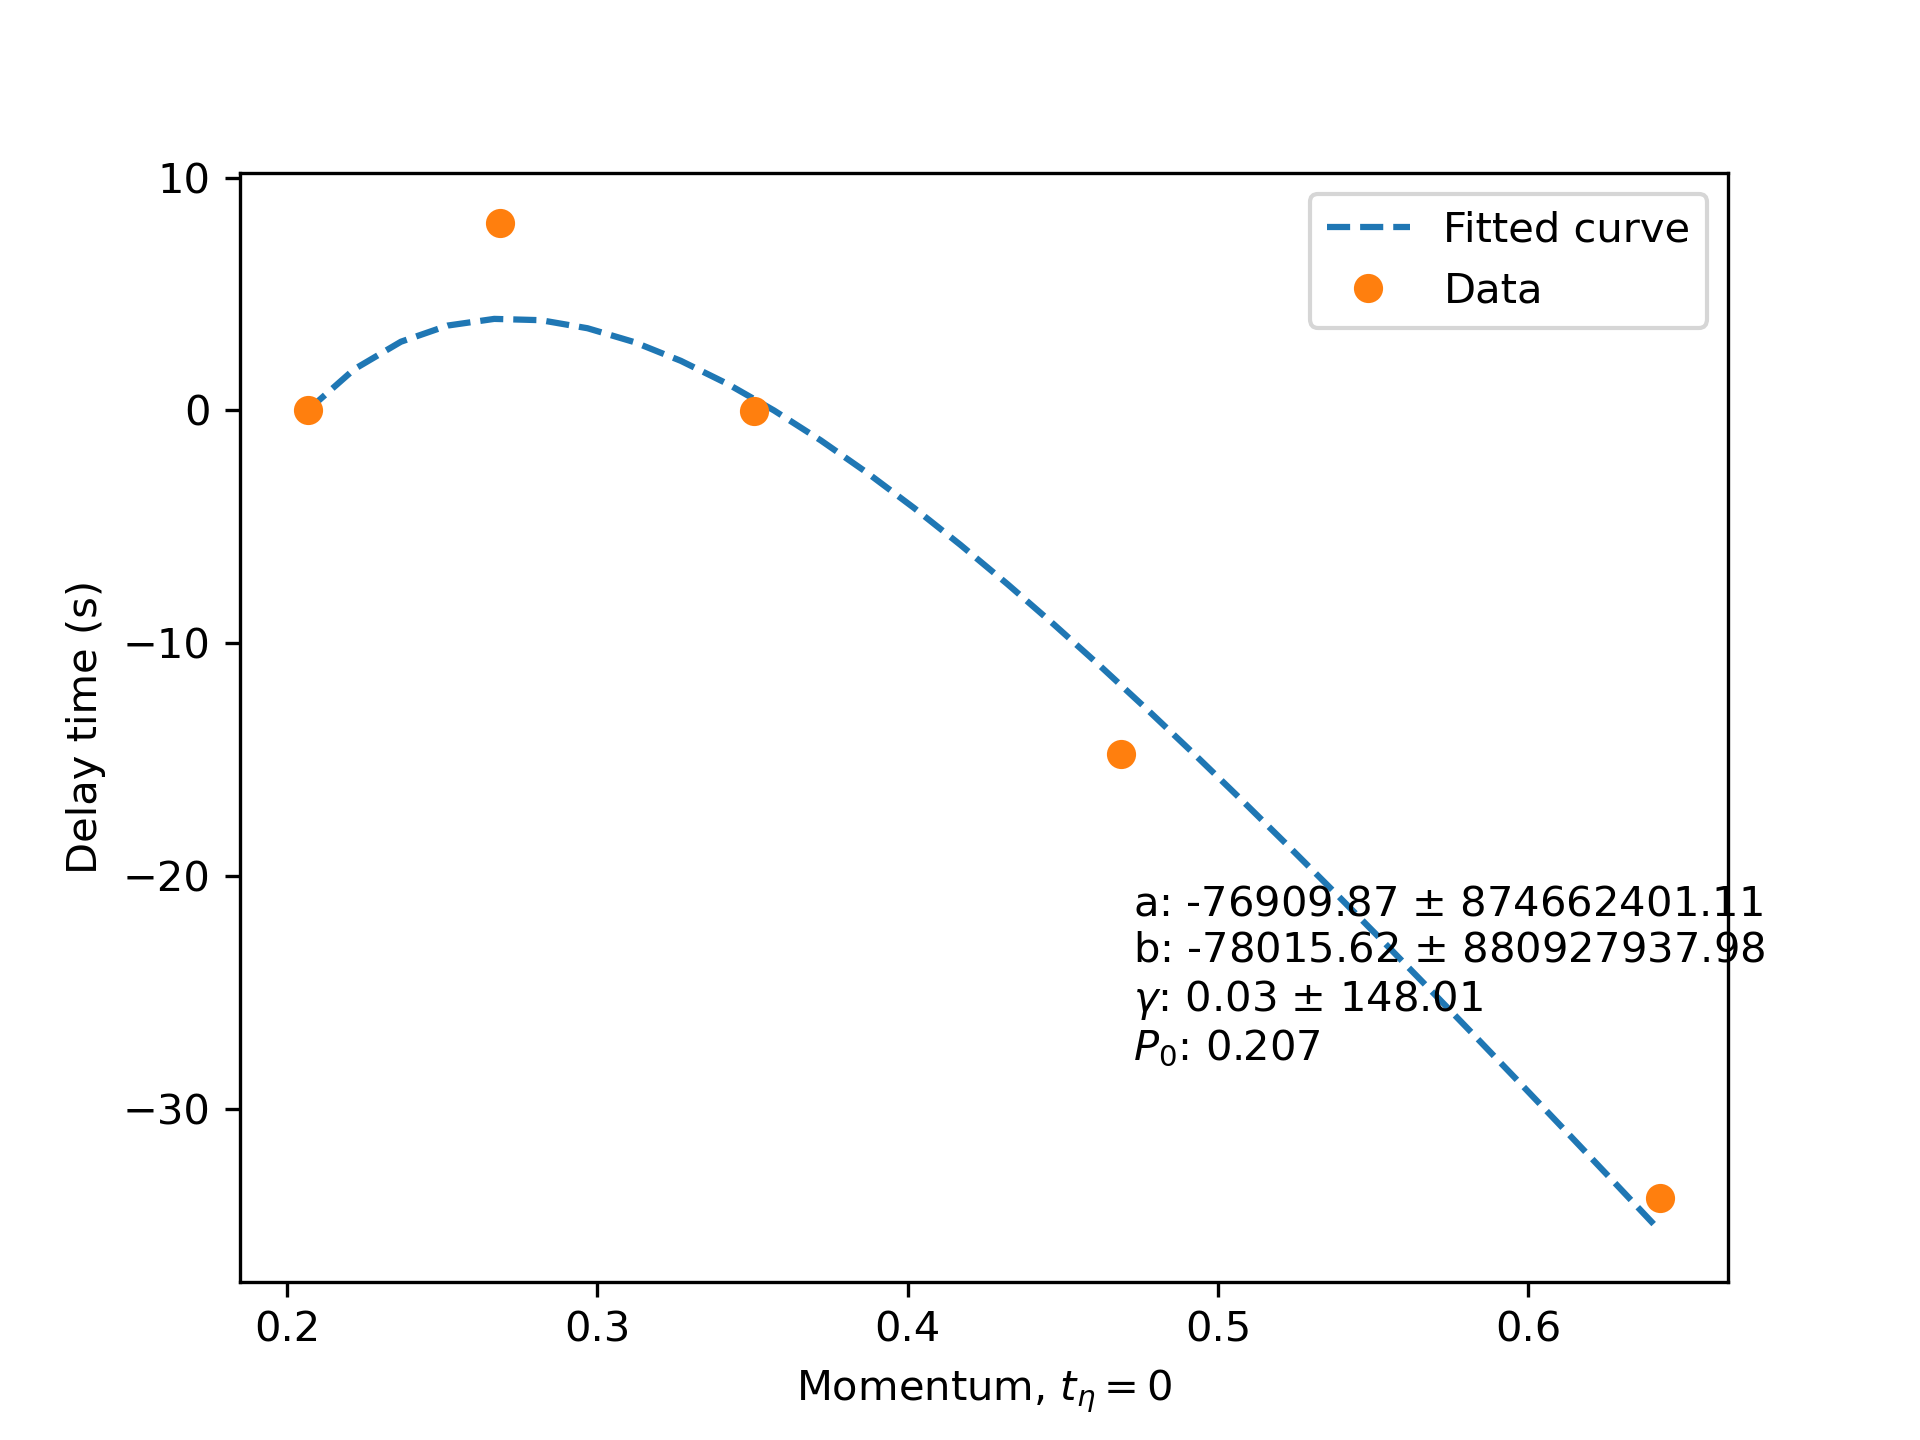 10
0
−10
−20
−30
Delay time (s)
Fitted curve
Data
a: -76909.87 ± 874662401.11
b: -78015.62 ± 880927937.98
γ: 0.03 ± 148.01
P₀: 0.207
0.2 0.3 0.4 0.5 0.6
Momentum, tη = 0